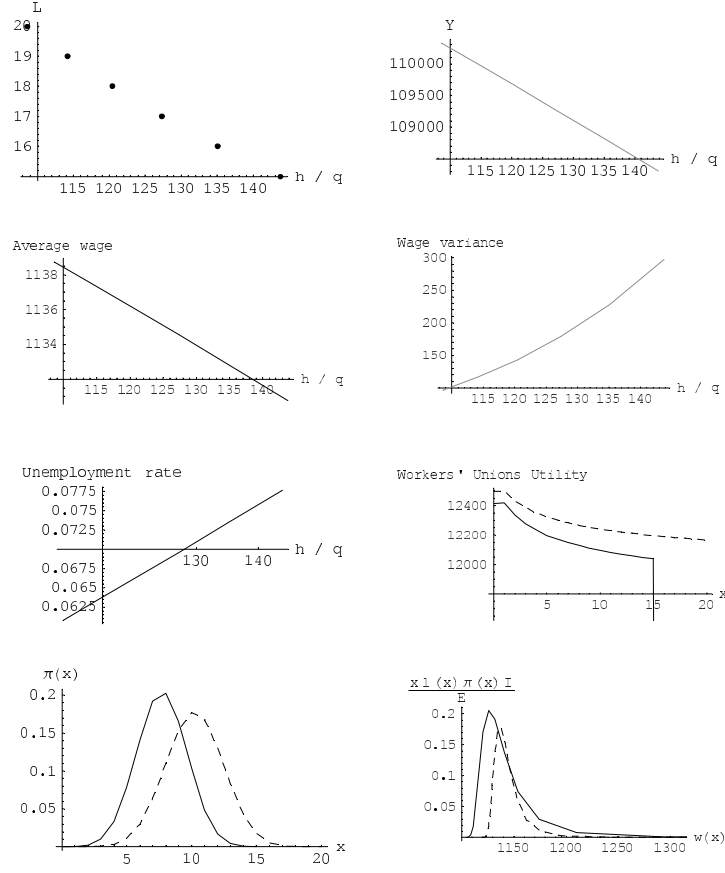 L
20
19
18
17
16
115 120 125 130 135 140
h / q
Y
110000
109500
109000
115 120 125 130 135 140
h / q
Average wage
1138
1136
1134
115 120 125 130 135 140
h / q
Wage variance
300
250
200
150
115 120 125 130 135 140
h / q
Unemployment rate
0.0775
0.075
0.0725
0.0675
0.065
0.0625
130 140
h / q
Workers' Unions Utility
12400
12200
12000
5 10 15 20
x
π(x)
0.2
0.15
0.1
0.05
5 10 15 20
x
x l (x) π (x) I
E
0.2
0.15
0.1
0.05
1150 1200 1250 1300
w(x)